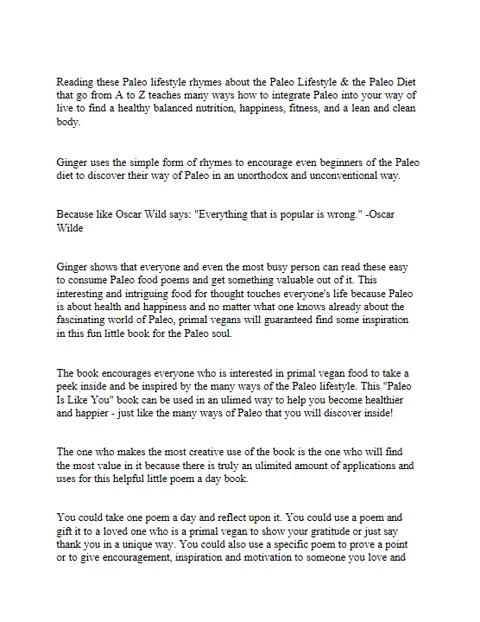 Reading these Paleo lifestyle rhymes about the Paleo Lifestyle & the Paleo Diet
that go from A to Z teaches many ways how to integrate Paleo into your way of
live to find a healthy balanced nutrition, happiness, fitness, and a lean and clean
body.
Ginger uses the simple form of rhymes to encourage even beginners of the Paleo
diet to discover their way of Paleo in an unorthodox and unconventional way.
Because like Oscar Wild says: "Everything that is popular is wrong." -Oscar
Wilde
Ginger shows that everyone and even the most busy person can read these easy
to consume Paleo food poems and get something valuable out of it. This
interesting and intriguing food for thought touches everyone's life because Paleo
is about health and happiness and no matter what one knows already about the
fascinating world of Paleo, primal vegans will guaranteed find some inspiration
in this fun little book for the Paleo soul.
The book encourages everyone who is interested in primal vegan food to take a
peek inside and be inspired by the many ways of the Paleo lifestyle. This "Paleo
Is Like You" book can be used in an ulimed way to help you become healthier
and happier - just like the many ways of Paleo that you will discover inside!
The one who makes the most creative use of the book is the one who will find
the most value in it because there is truly an ulimited amount of applications and
uses for this helpful little poem a day book.
You could take one poem a day and reflect upon it. You could use a poem and
gift it to a loved one who is a primal vegan to show your gratitude or just say
thank you in a unique way. You could also use a specific poem to prove a point
or to give encouragement, inspiration and motivation to someone you love and